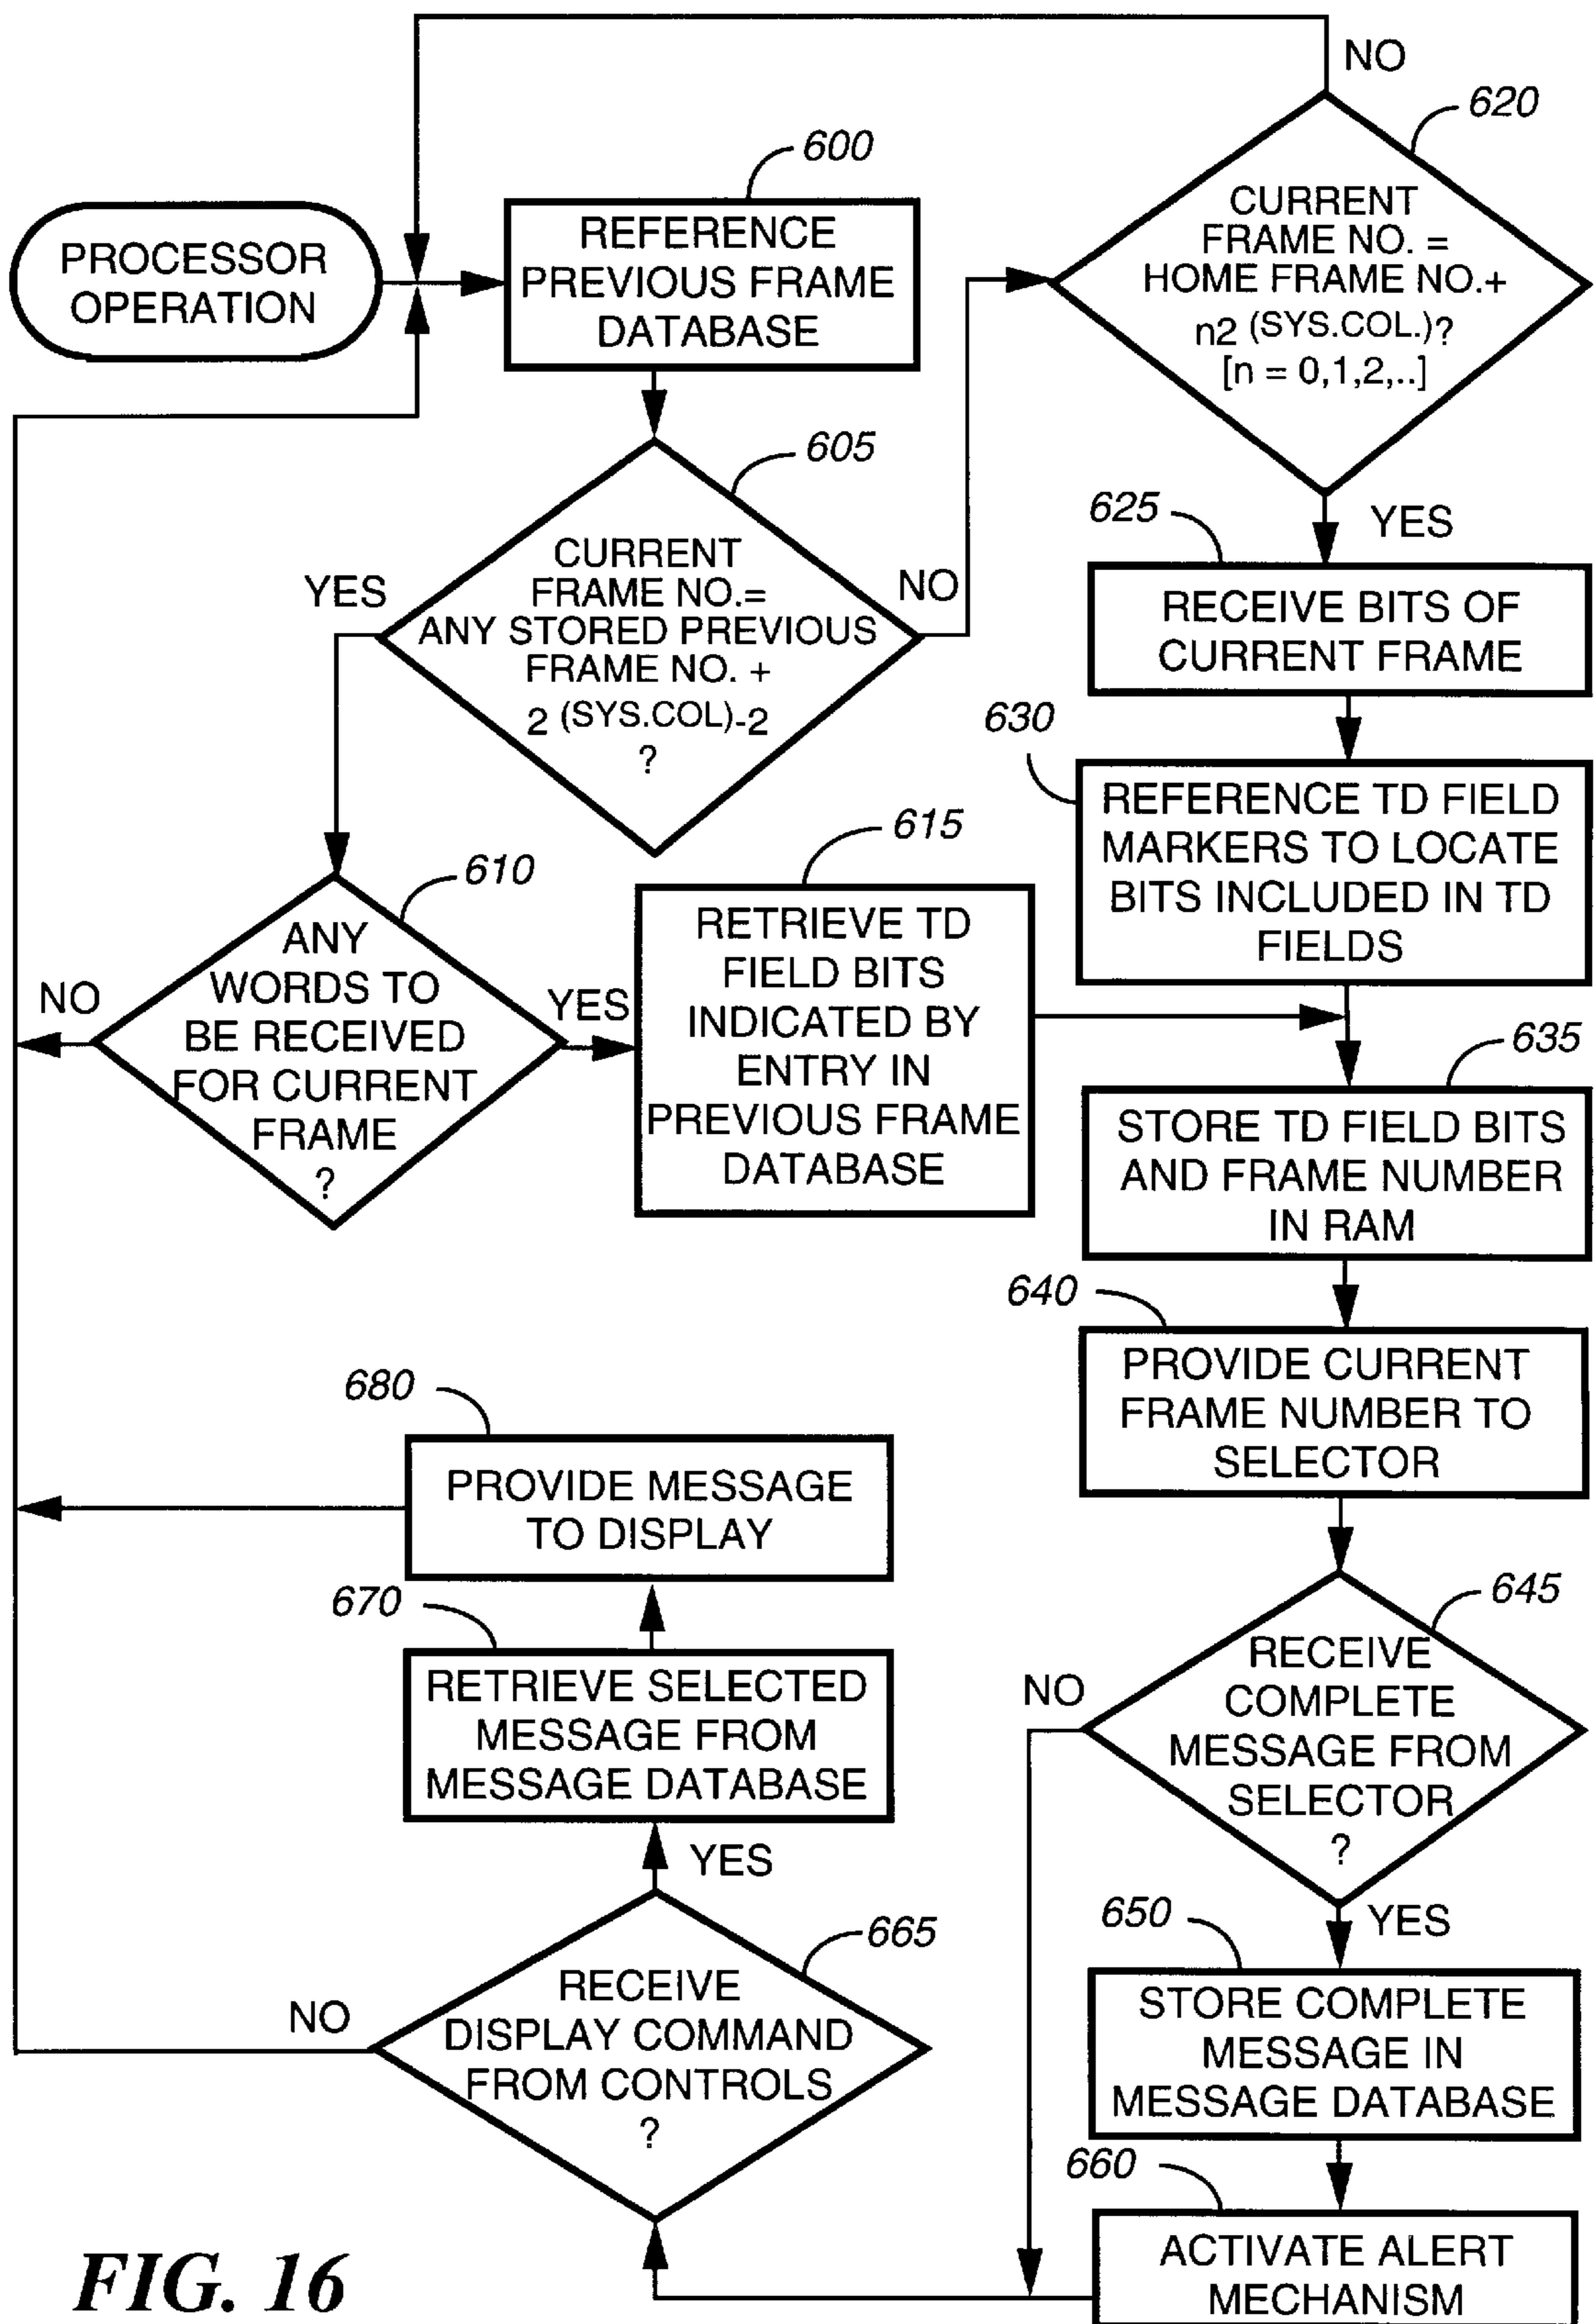 NO
620
600
CURRENT
FRAME NO. =
HOME FRAME NO.+
n2 (SYS.COL.)?
[n = 0,1,2,..]
PROCESSOR
OPERATION
REFERENCE
PREVIOUS FRAME
DATABASE
605
YES
CURRENT
FRAME NO.=
ANY STORED PREVIOUS
FRAME NO. +
2 (SYS.COL)-2
?
NO
625
YES
RECEIVE BITS OF
CURRENT FRAME
630
REFERENCE TD FIELD
MARKERS TO LOCATE
BITS INCLUDED IN TD
FIELDS
610
615
ANY
WORDS TO
BE RECEIVED
FOR CURRENT
FRAME
?
NO
YES
RETRIEVE TD
FIELD BITS
INDICATED BY
ENTRY IN
PREVIOUS FRAME
DATABASE
635
STORE TD FIELD BITS
AND FRAME NUMBER
IN RAM
640
PROVIDE CURRENT
FRAME NUMBER TO
SELECTOR
680
PROVIDE MESSAGE
TO DISPLAY
645
RECEIVE
COMPLETE
MESSAGE FROM
SELECTOR
?
NO
670
RETRIEVE SELECTED
MESSAGE FROM
MESSAGE DATABASE
YES
650
YES
665
RECEIVE
DISPLAY COMMAND
FROM CONTROLS
?
NO
STORE COMPLETE
MESSAGE IN
MESSAGE DATABASE
660
ACTIVATE ALERT
MECHANISM
FIG. 16